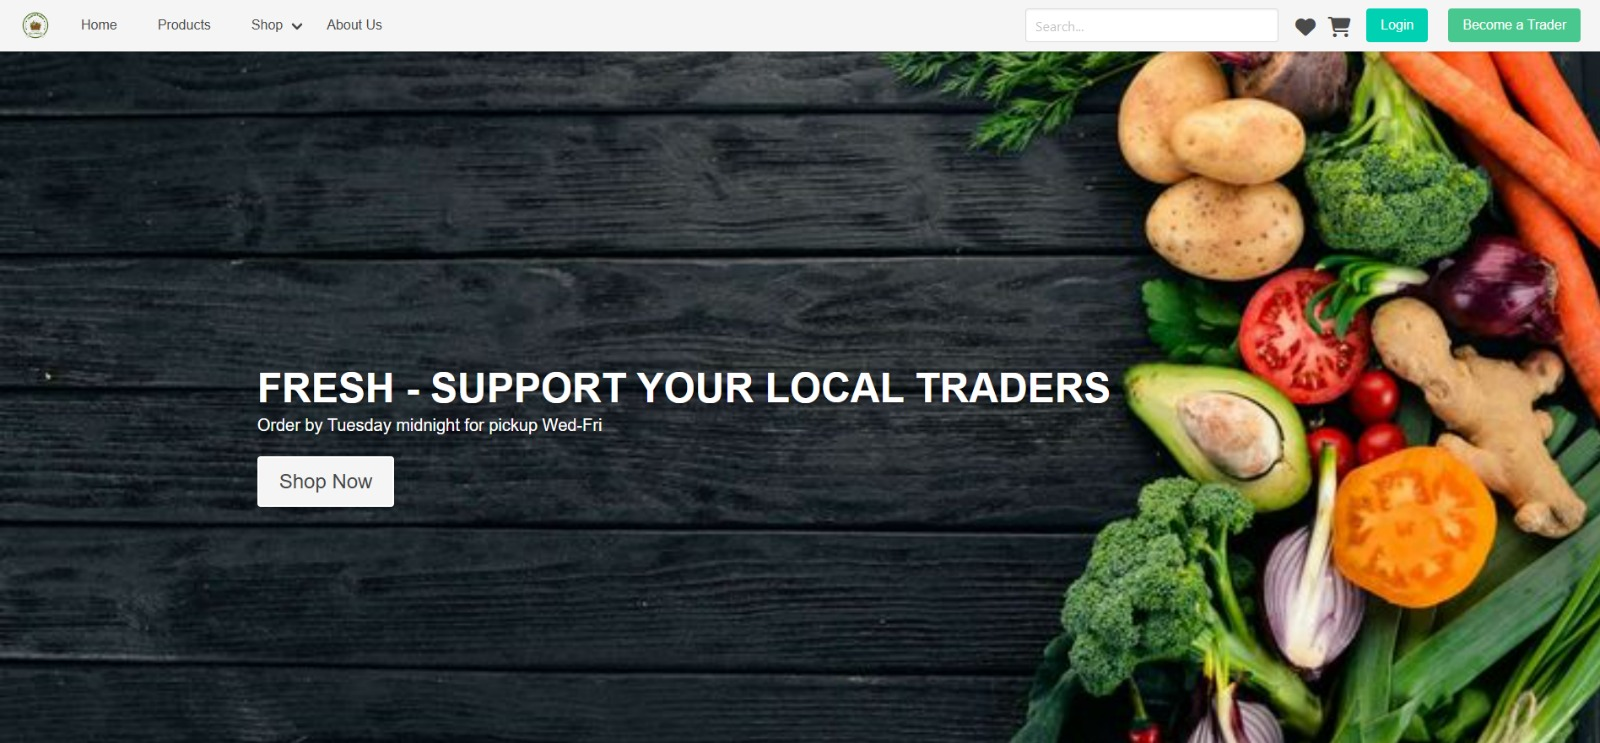 Home
Products
Shop
About Us
Search...
Login
Become a Trader
FRESH - SUPPORT YOUR LOCAL TRADERS
Order by Tuesday midnight for pickup Wed-Fri
Shop Now